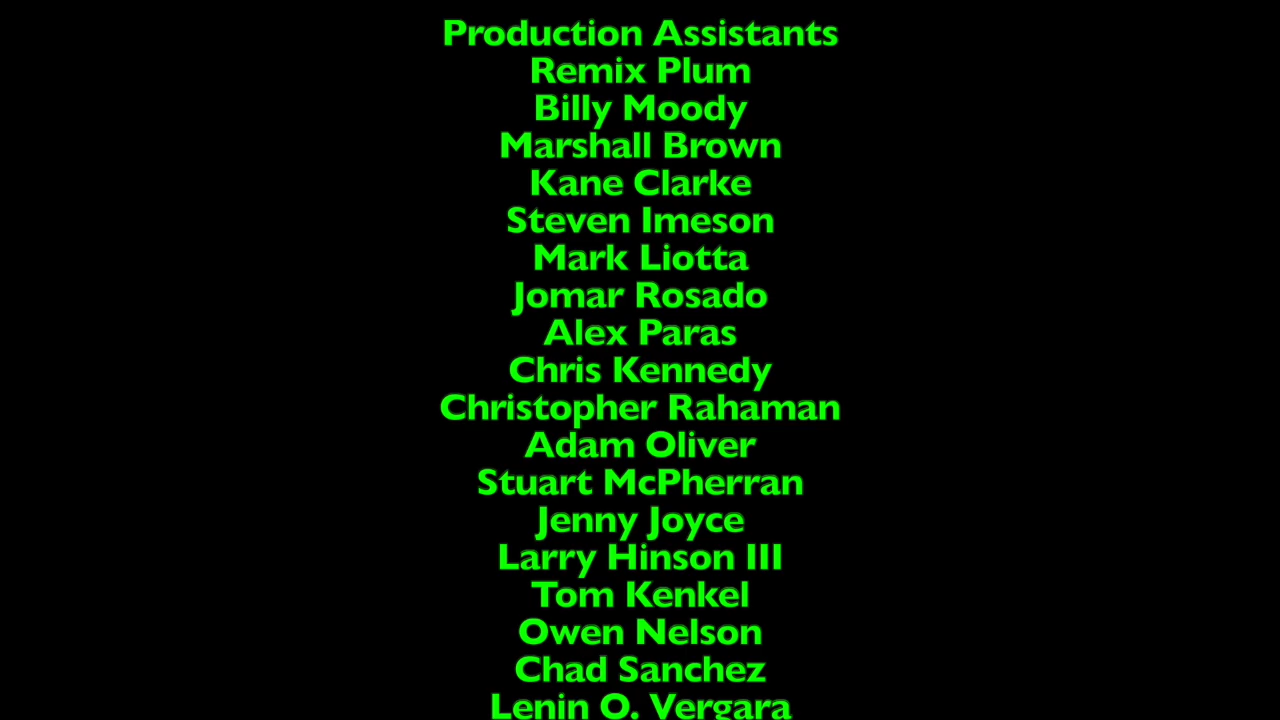 Production Assistants
Remix Plum
Billy Moody
Marshall Brown
Kane Clarke
Steven Imeson
Mark Liotta
Jomar Rosado
Alex Paras
Chris Kennedy
Christopher Rahaman
Adam Oliver
Stuart McPherran
Jenny Joyce
Larry Hinson III
Tom Kenkel
Owen Nelson
Chad Sanchez
Lenin O. Vergara